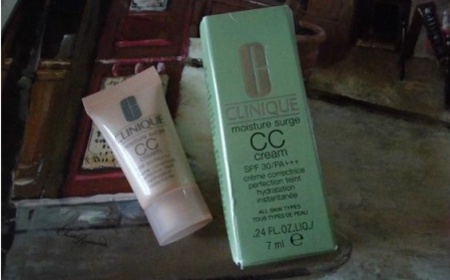 CLINIQUE
CC
CLINIQUE
moisture surge
CC
cream
SPF 30/PA+++
crème correctrice
perfection teint
hydratation
instantanée
ALL SKIN TYPES
TOUS TYPES DE PEAU
.24 FL.OZ.LIQ./
7 ml e